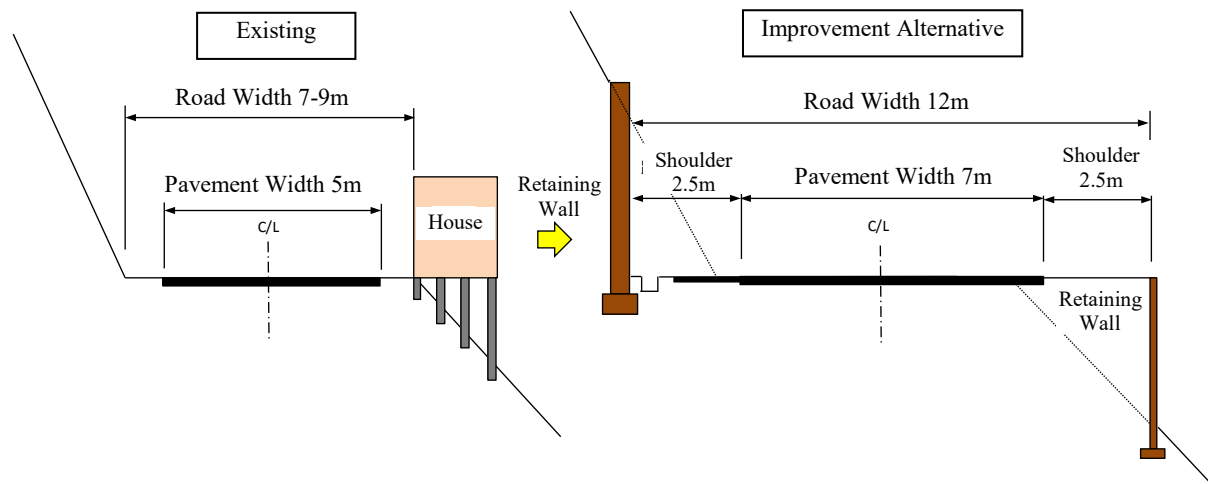 Existing
Road Width 7-9m
Pavement Width 5m
C/L
House
Retaining
Wall
Improvement Alternative
Road Width 12m
Shoulder
2.5m
Pavement Width 7m
Shoulder
2.5m
C/L
Retaining
Wall